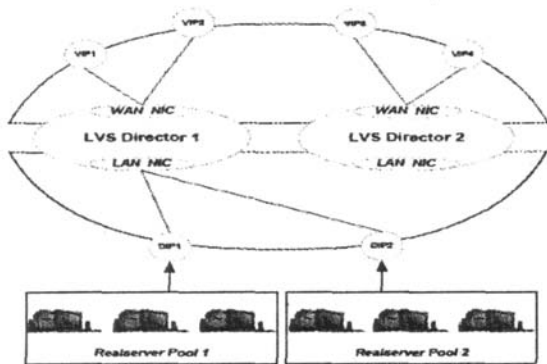 VIP2
VIP3
VIP1
VIP4
WAN NIC
WAN NIC
LVS Director 1
LVS Director 2
LAN NIC
LAN NIC
DIP1
DIP2
Realserver Pool 1
Realserver Pool 2